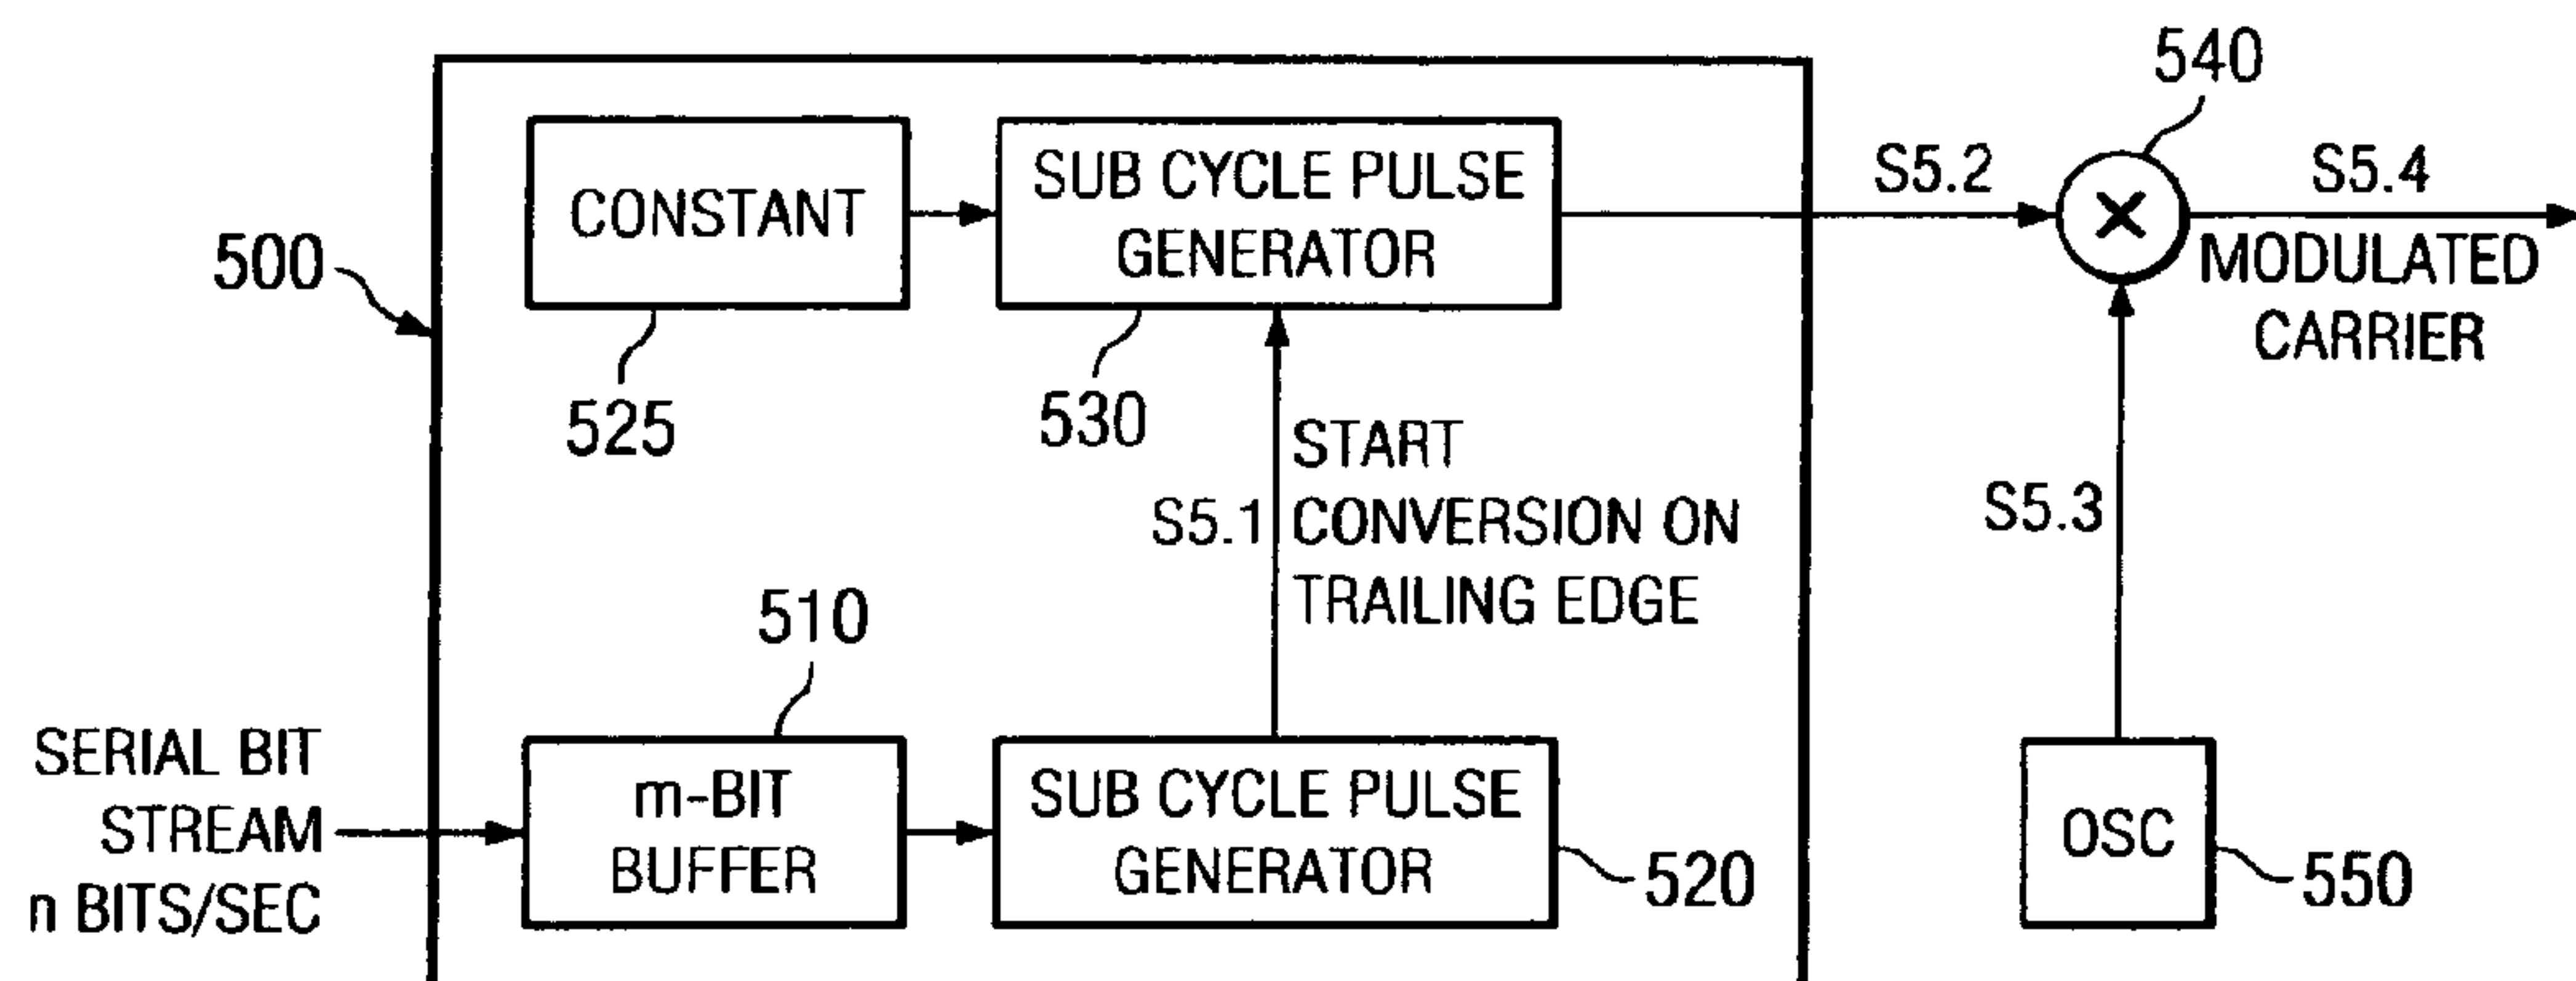 540
CONSTANT
SUB CYCLE PULSE
GENERATOR
S5.2
S5.4
MODULATED
CARRIER
500
525
530
START
S5.1 CONVERSION ON
TRAILING EDGE
S5.3
510
SERIAL BIT
STREAM
n BITS/SEC
m-BIT
BUFFER
SUB CYCLE PULSE
GENERATOR
520
OSC
550